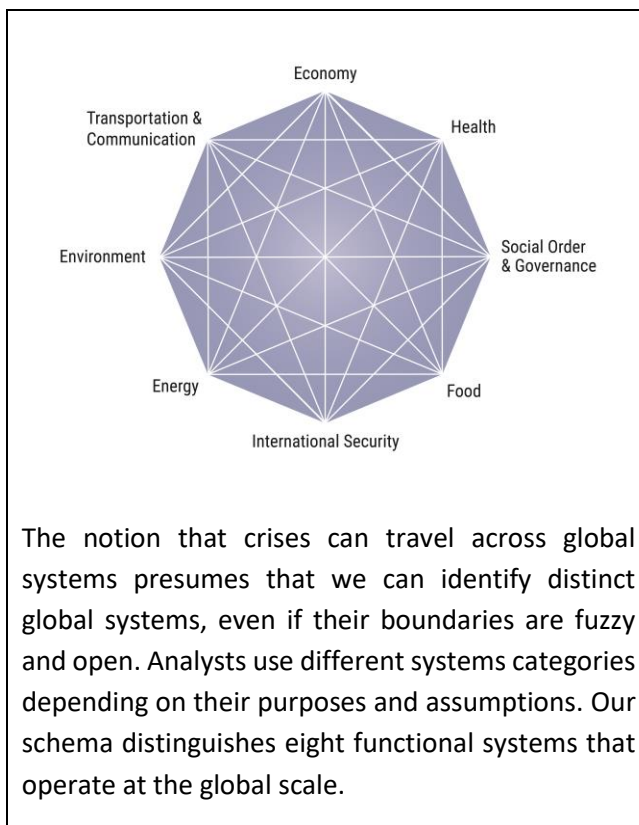 Economy
Transportation &
Communication
Health
Environment
Social Order
& Governance
Energy
Food
International Security
The notion that crises can travel across global
systems presumes that we can identify distinct
global systems, even if their boundaries are fuzzy
and open. Analysts use different systems categories
depending on their purposes and assumptions. Our
schema distinguishes eight functional systems that
operate at the global scale.